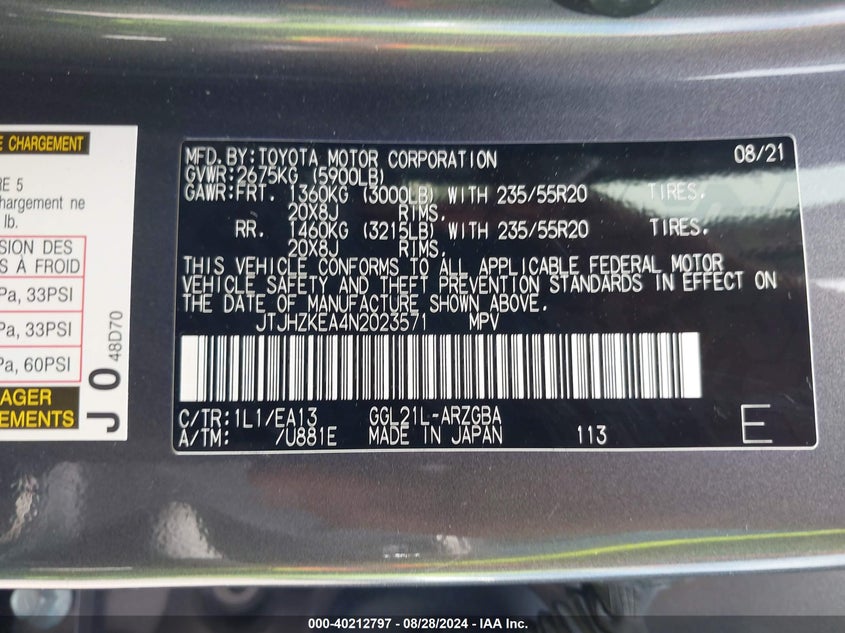 E CHARGEMENT
RE 5
hargement ne
lb.
SION DES
S À FROID
Pa, 33PSI
Pa, 33PSI
Pa, 60PSI
AGER
EMENTS
J 0
48D70
MFD.BY:TOYOTA MOTOR CORPORATION 08/21
GVWR:2675KG (5900LB)
GAWR:FRT. 1360KG (3000LB) WITH 235/55R20 TIRES.
20X8J RIMS.
RR. 1460KG (3215LB) WITH 235/55R20 TIRES.
20X8J RIMS.
THIS VEHICLE CONFORMS TO ALL APPLICABLE FEDERAL MOTOR
VEHICLE SAFETY AND THEFT PREVENTION STANDARDS IN EFFECT ON
THE DATE OF MANUFACTURE SHOWN ABOVE.
JTJHZKEA4N2023571 MPV
C/TR:1L1/EA13 GGL21L-ARZGBA
A/TM: /U881E MADE IN JAPAN 113 E
000-40212797 - 08/28/2024 - IAA Inc.